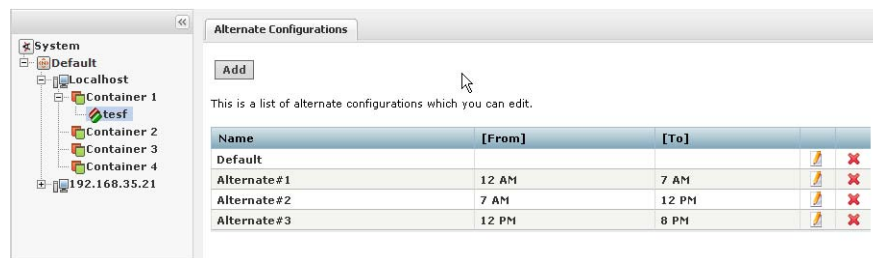 System
Default
Localhost
Container 1
tesf
Container 2
Container 3
Container 4
192.168.35.21
Alternate Configurations
Add
This is a list of alternate configurations which you can edit.
Name [From] [To]
Default
Alternate#1 12 AM 7 AM
Alternate#2 7 AM 12 PM
Alternate#3 12 PM 8 PM